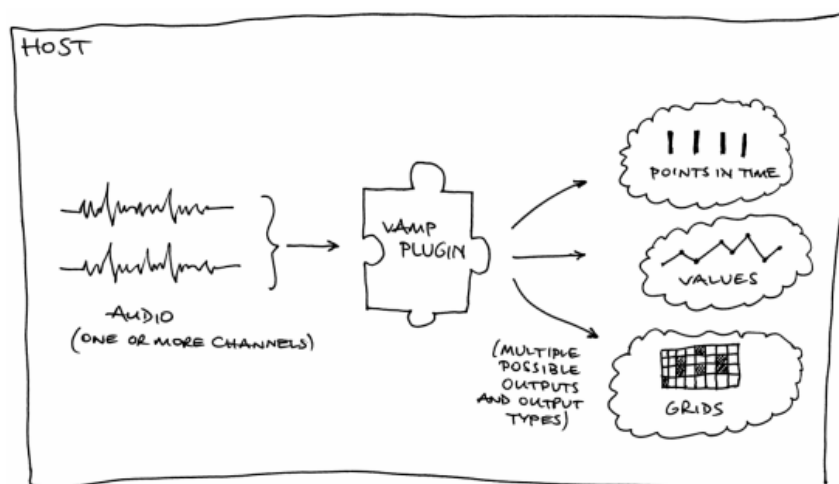 HOST
AUDIO
(ONE OR MORE CHANNELS)
VAMP
PLUGIN
POINTS IN TIME
VALUES
GRIDS
(MULTIPLE
POSSIBLE
OUTPUTS
AND OUTPUT
TYPES)